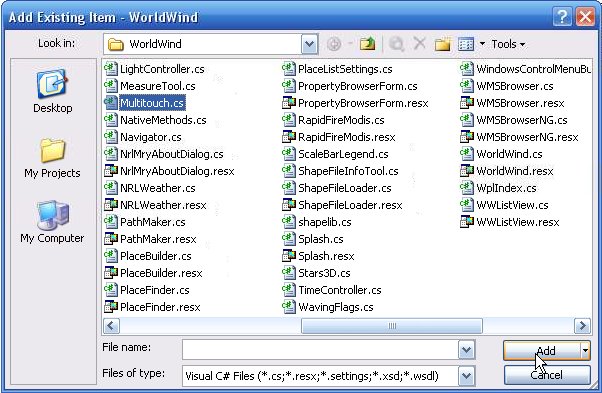 Add Existing Item - WorldWind
Look in: WorldWind Tools
Desktop
My Projects
My Computer
LightController.cs
MeasureTool.cs
Multitouch.cs
NativeMethods.cs
Navigator.cs
NrlMryAboutDialog.cs
NrlMryAboutDialog.resx
NRLWeather.cs
NRLWeather.resx
PathMaker.cs
PathMaker.resx
PlaceBuilder.cs
PlaceBuilder.resx
PlaceFinder.cs
PlaceFinder.resx
PlaceListSettings.cs
PropertyBrowserForm.cs
PropertyBrowserForm.resx
RapidFireModis.cs
RapidFireModis.resx
ScaleBarLegend.cs
ShapeFileInfoTool.cs
ShapeFileLoader.cs
ShapeFileLoader.resx
shapelib.cs
Splash.cs
Splash.resx
Stars3D.cs
TimeController.cs
WavingFlags.cs
WindowsControlMenuBu
WMSBrowser.cs
WMSBrowser.resx
WMSBrowserNG.cs
WMSBrowserNG.resx
WorldWind.cs
WorldWind.resx
WplIndex.cs
WWListView.cs
WWListView.resx
File name:
Add
Files of type: Visual C# Files (*.cs;*.resx;*.settings;*.xsd;*.wsdl)
Cancel